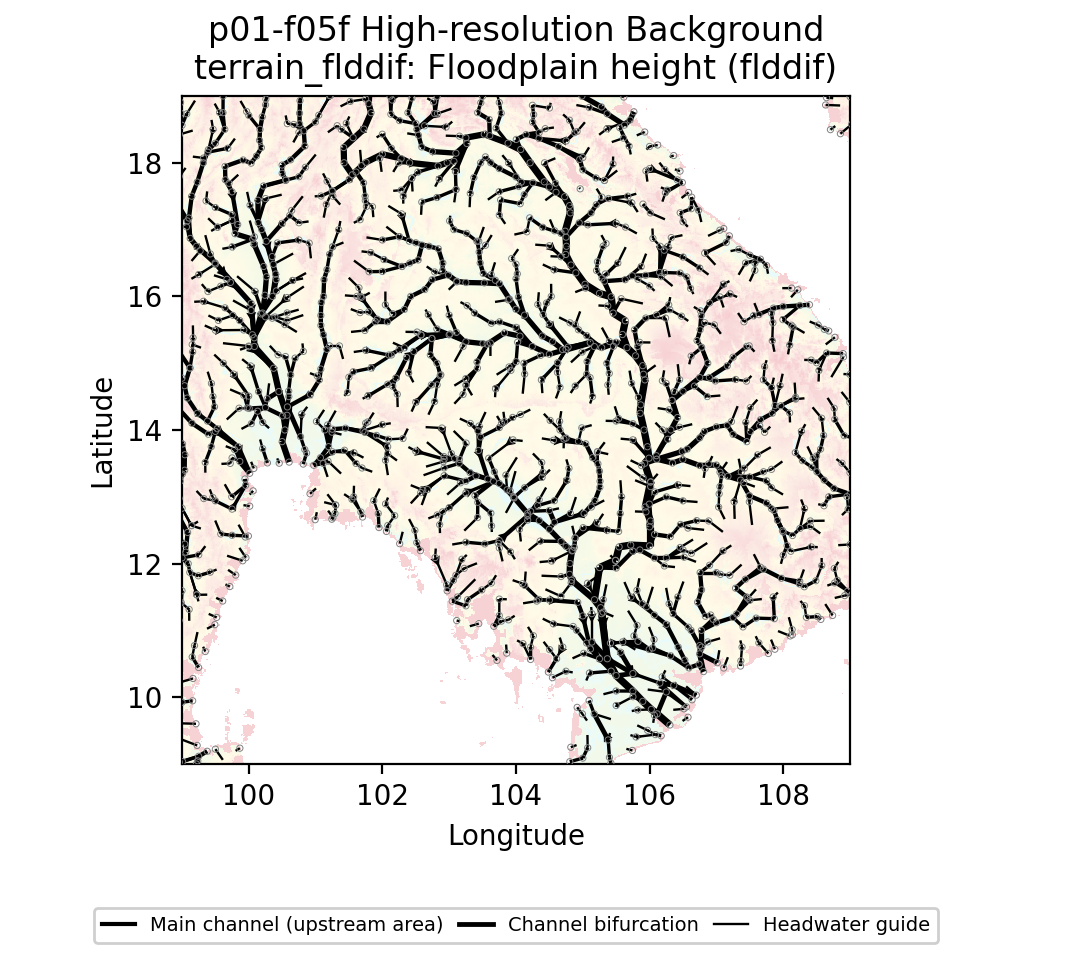 p01-f05f High-resolution Background
terrain_flddif: Floodplain height (flddif)
18
16
14
12
10
Latitude
100 102 104 106 108
Longitude
Main channel (upstream area) Channel bifurcation Headwater guide